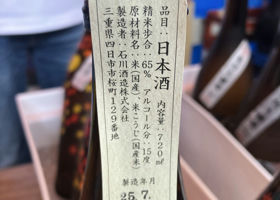 品目：日本酒 内容量：720㎖
精米歩合：65% アルコール分：15度
原材料名：米（国産）、米こうじ（国産米）
製造者：石川酒造株式会社
三重県四日市市桜町129番地
製造年月
25.7.